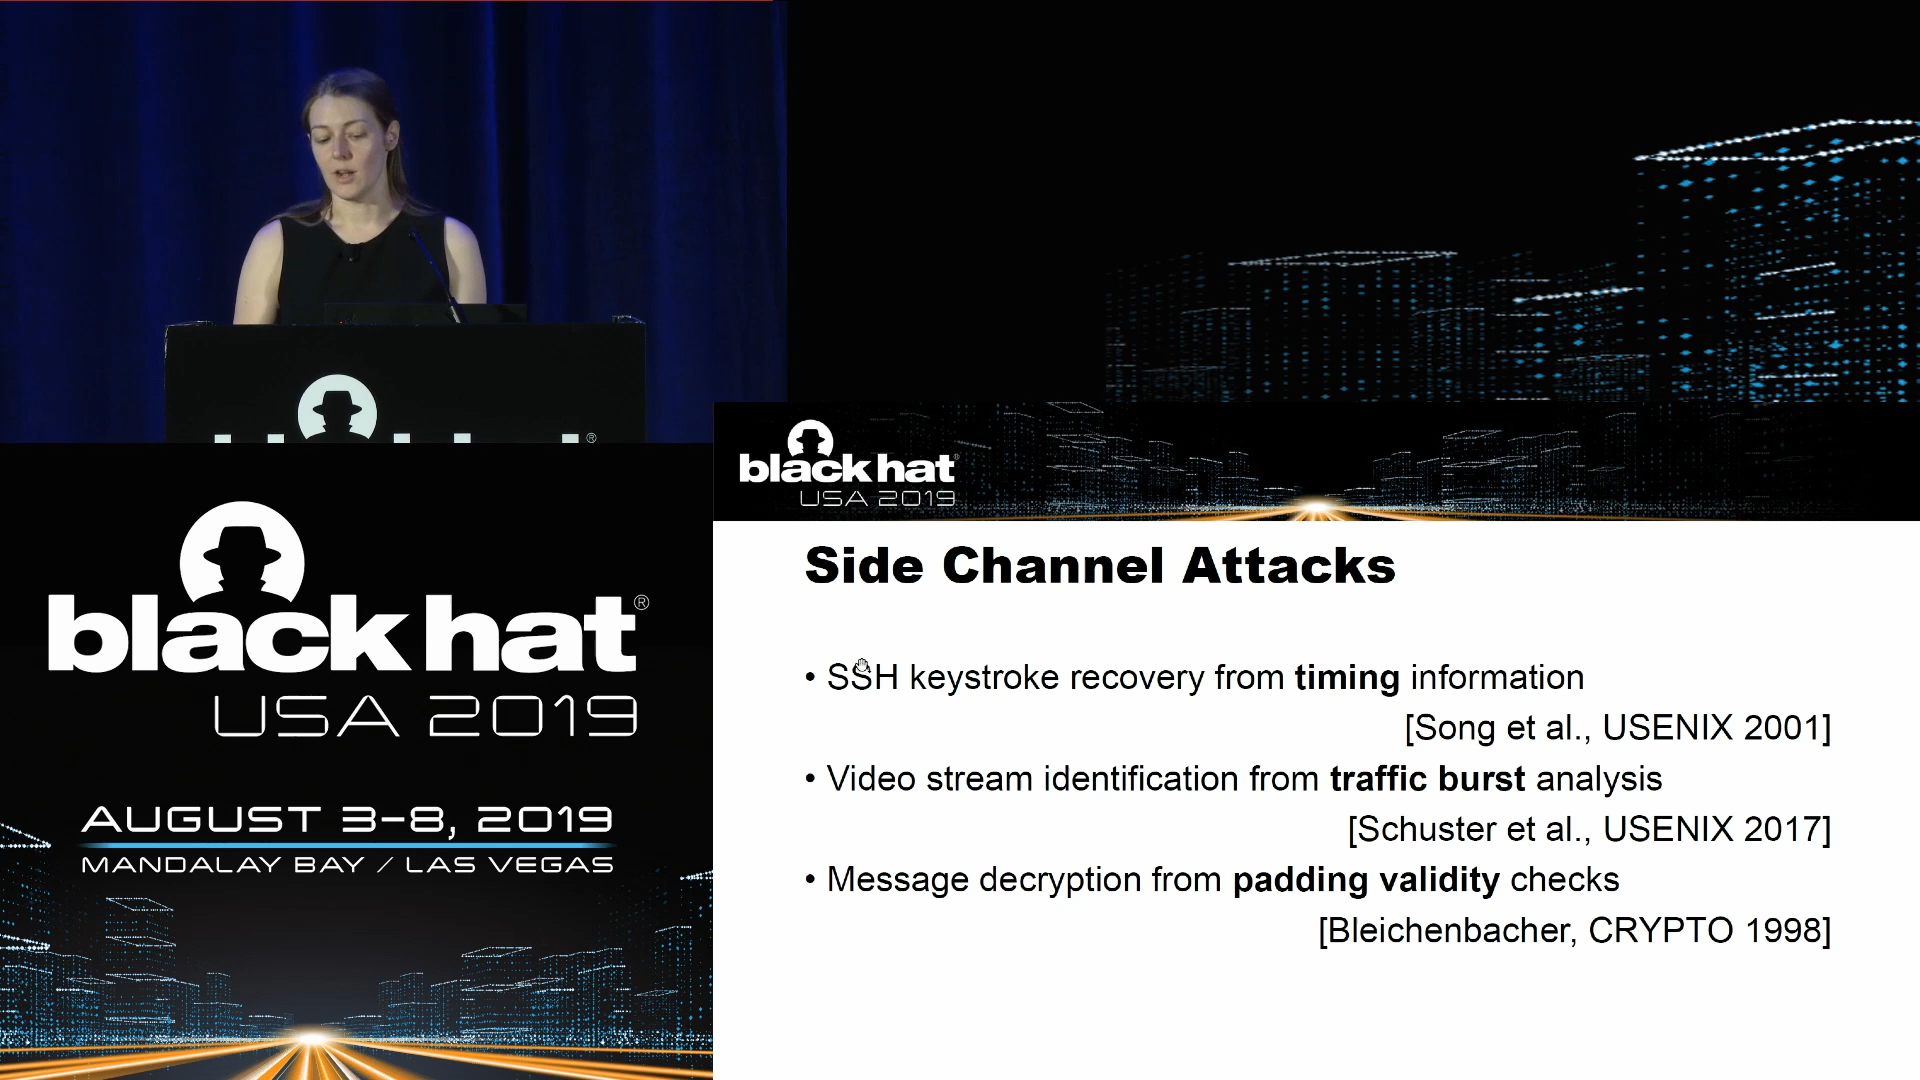 black hat®
USA 2019
AUGUST 3-8, 2019
MANDALAY BAY / LAS VEGAS
black hat®
USA 2019
Side Channel Attacks
• SSH keystroke recovery from timing information
[Song et al., USENIX 2001]
• Video stream identification from traffic burst analysis
[Schuster et al., USENIX 2017]
• Message decryption from padding validity checks
[Bleichenbacher, CRYPTO 1998]